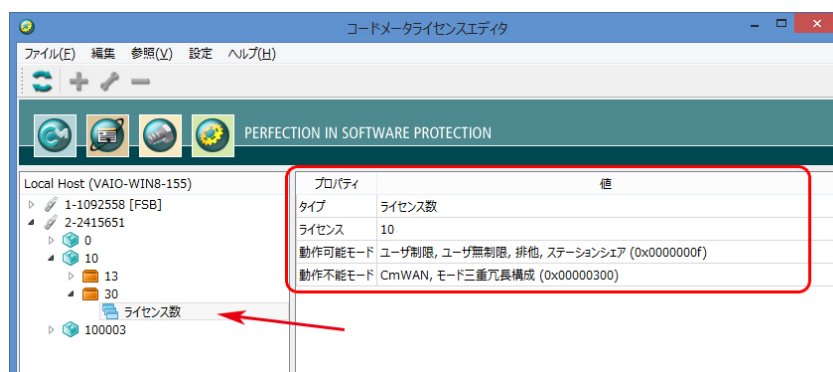 コードメータライセンスエディタ
ファイル(F) 編集 参照(V) 設定 ヘルプ(H)
PERFECTION IN SOFTWARE PROTECTION
Local Host (VAIO-WIN8-155)
1-1092558 [FSB]
2-2415651
0
10
13
30
ライセンス数
100003
プロパティ 値
タイプ ライセンス数
ライセンス 10
動作可能モード ユーザ制限, ユーザ無制限, 排他, ステーションシェア (0x0000000f)
動作不能モード CmWAN, モード三重冗長構成 (0x00000300)